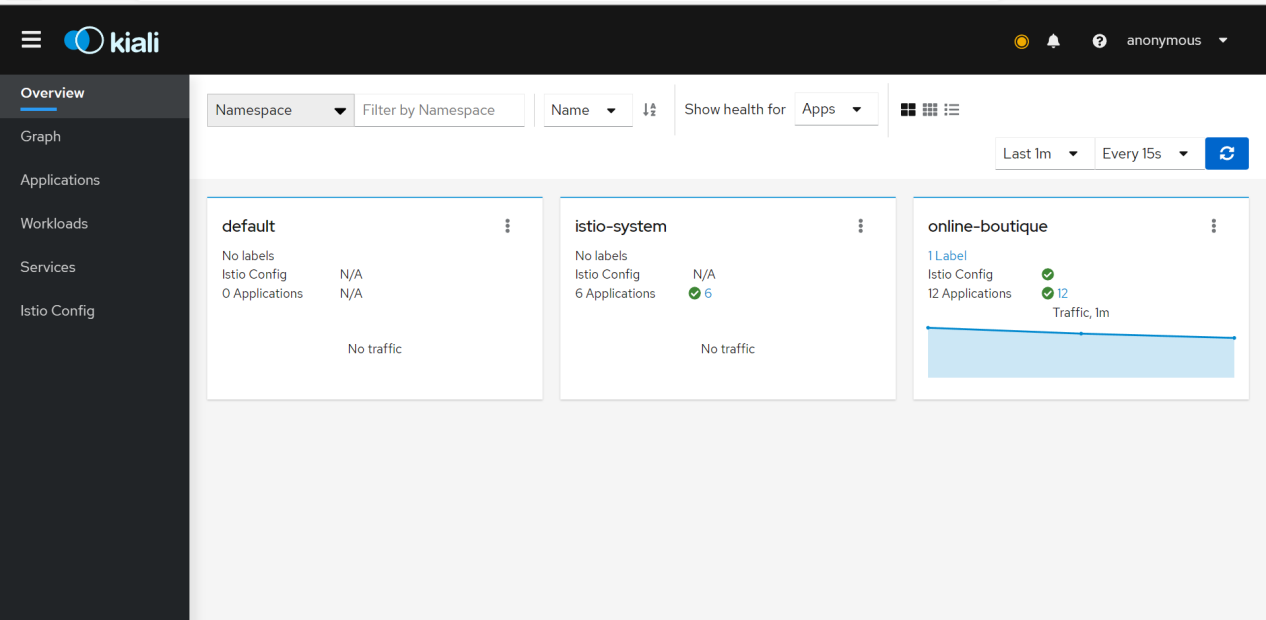 kiali
anonymous
Overview
Graph
Applications
Workloads
Services
Istio Config
Namespace Filter by Namespace Name Show health for Apps
Last 1m Every 15s
default
No labels
Istio Config N/A
0 Applications N/A
No traffic
istio-system
No labels
Istio Config N/A
6 Applications 6
No traffic
online-boutique
1 Label
Istio Config
12 Applications 12
Traffic, 1m